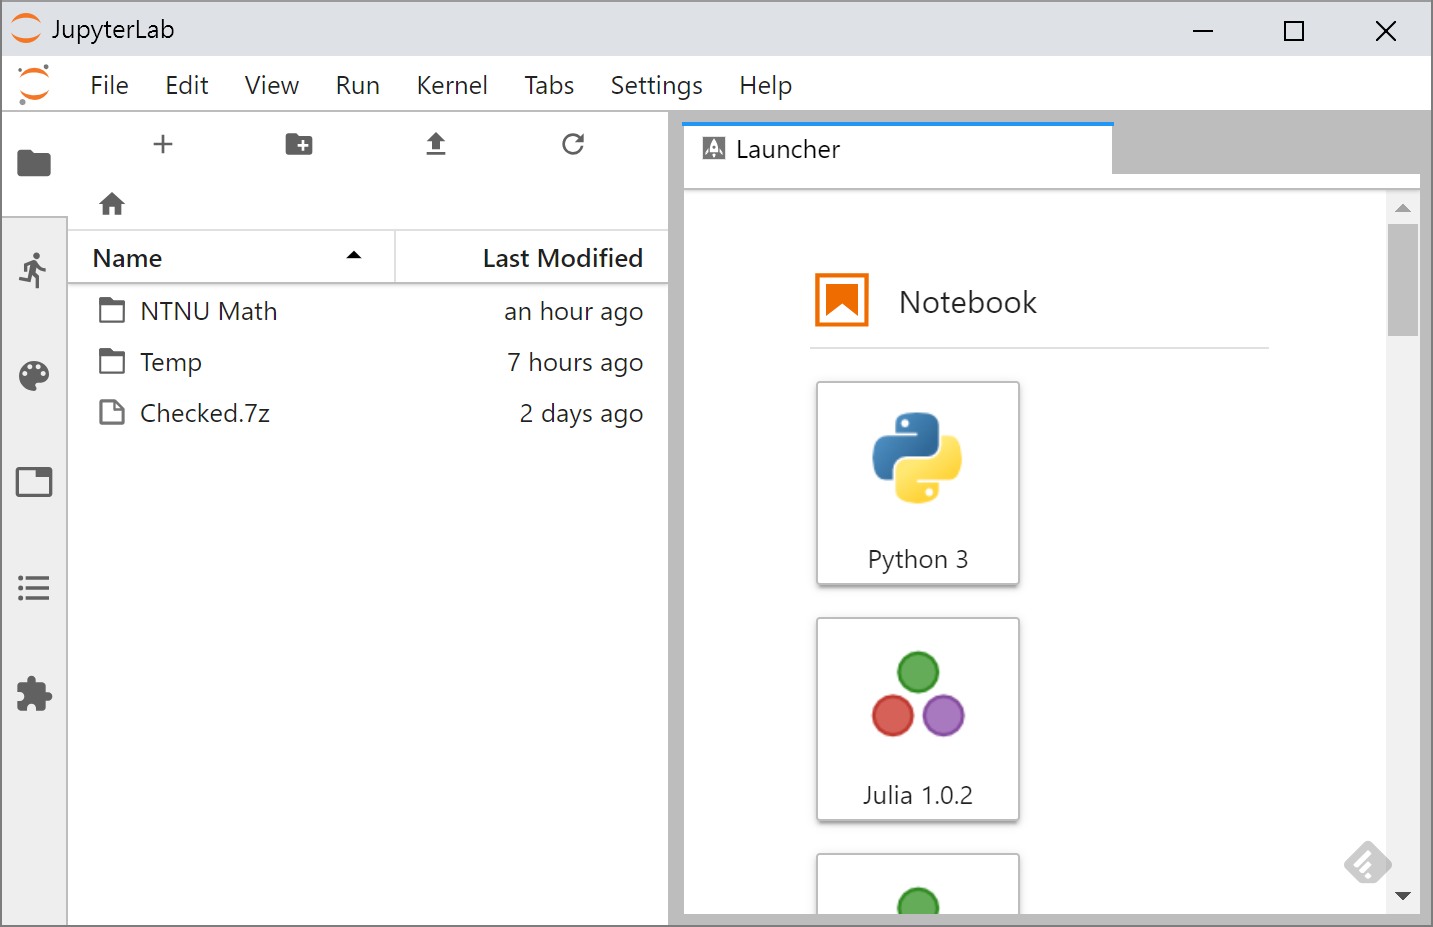 JupyterLab
File Edit View Run Kernel Tabs Settings Help
Launcher
Name Last Modified
NTNU Math an hour ago
Temp 7 hours ago
Checked.7z 2 days ago
Notebook
Python 3
Julia 1.0.2